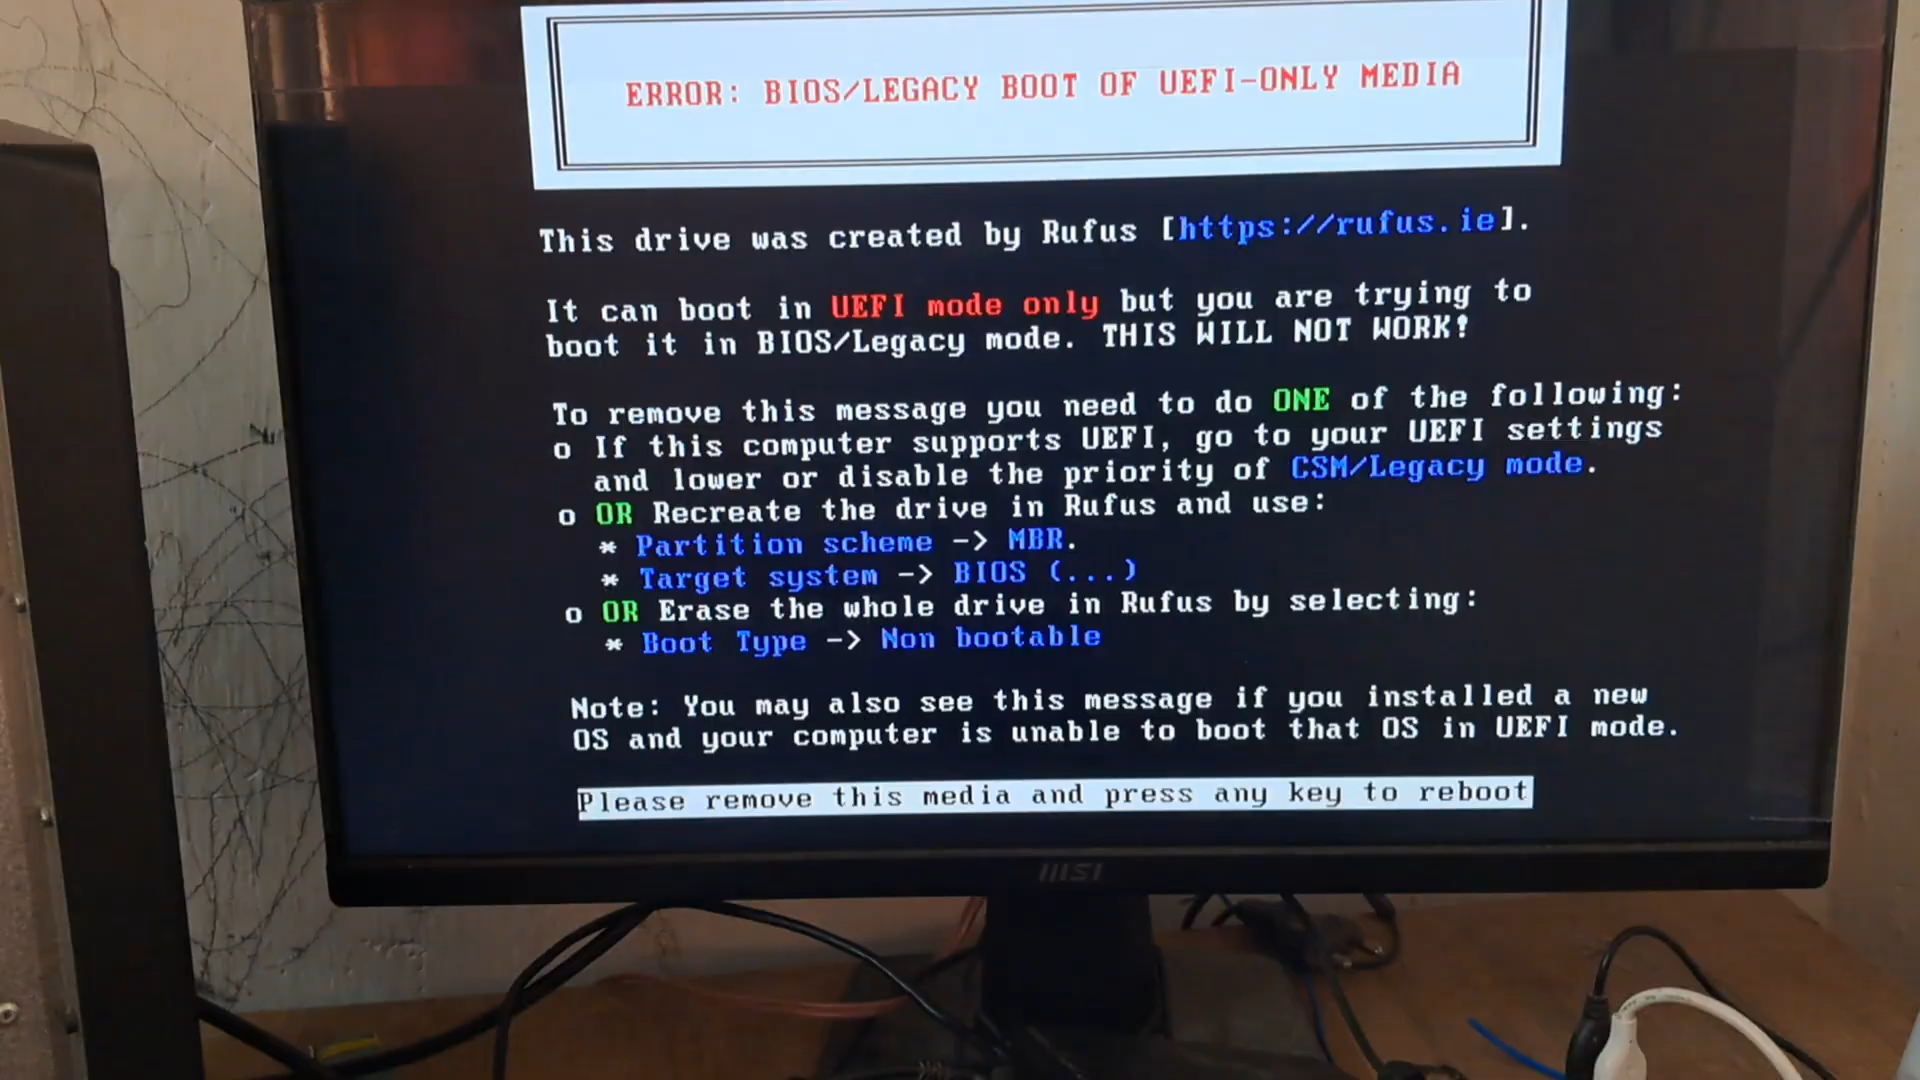 ERROR: BIOS/LEGACY BOOT OF UEFI-ONLY MEDIA
This drive was created by Rufus [https://rufus.ie].
It can boot in UEFI mode only but you are trying to
boot it in BIOS/Legacy mode. THIS WILL NOT WORK!
To remove this message you need to do ONE of the following:
o If this computer supports UEFI, go to your UEFI settings
and lower or disable the priority of CSM/Legacy mode.
o OR Recreate the drive in Rufus and use:
* Partition scheme -> MBR.
* Target system -> BIOS (...)
o OR Erase the whole drive in Rufus by selecting:
* Boot Type -> Non bootable
Note: You may also see this message if you installed a new
OS and your computer is unable to boot that OS in UEFI mode.
Please remove this media and press any key to reboot
msi